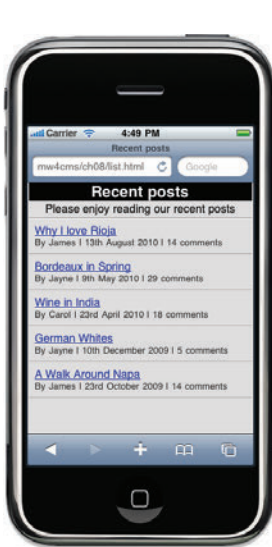 Carrier 4:49 PM
Recent posts
mw4cms/ch08/list.html Google
Recent posts
Please enjoy reading our recent posts
Why I love Rioja
By James | 13th August 2010 | 14 comments
Bordeaux in Spring
By Jayne | 9th May 2010 | 29 comments
Wine in India
By Carol | 23rd April 2010 | 18 comments
German Whites
By Jayne | 10th December 2009 | 5 comments
A Walk Around Napa
By James | 23rd October 2009 | 14 comments